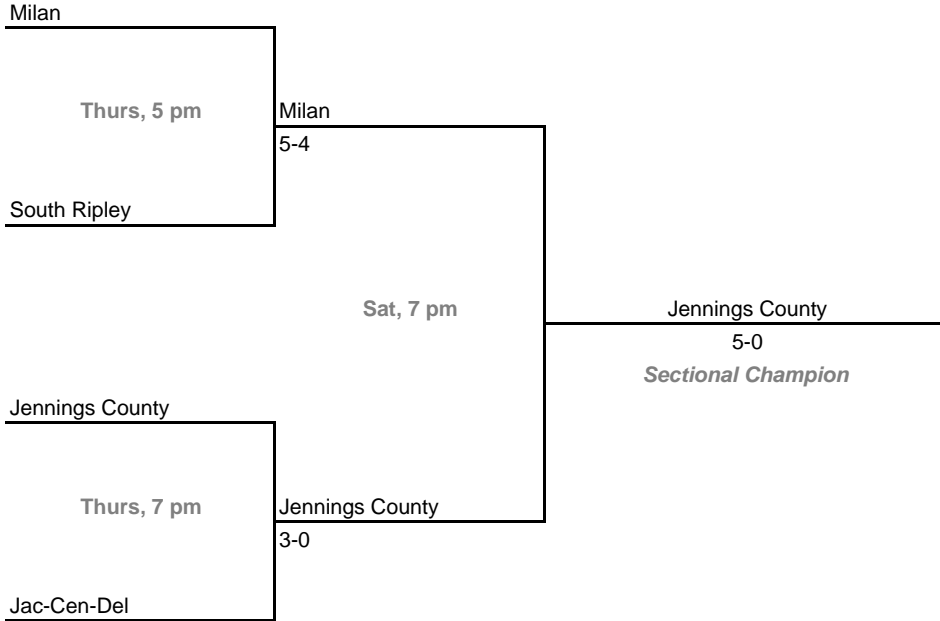 Milan
Thurs, 5 pm
Milan
5-4
South Ripley
Sat, 7 pm
Jennings County
5-0
Sectional Champion
Jennings County
Thurs, 7 pm
Jennings County
3-0
Jac-Cen-Del